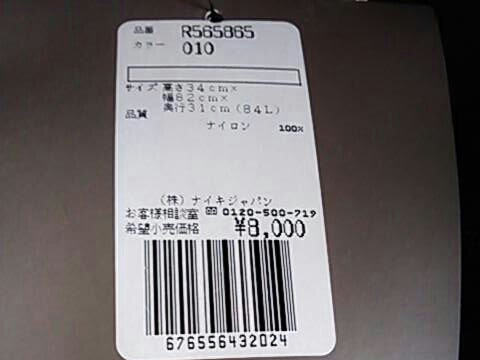 品番 R565865
カラー 010
サイズ 高さ34cm×
幅82cm×
奥行31cm(84L)
品質
ナイロン 100%
(株)ナイキジャパン
お客様相談室 0120-500-719
希望小売価格 ¥8,000
676556432024